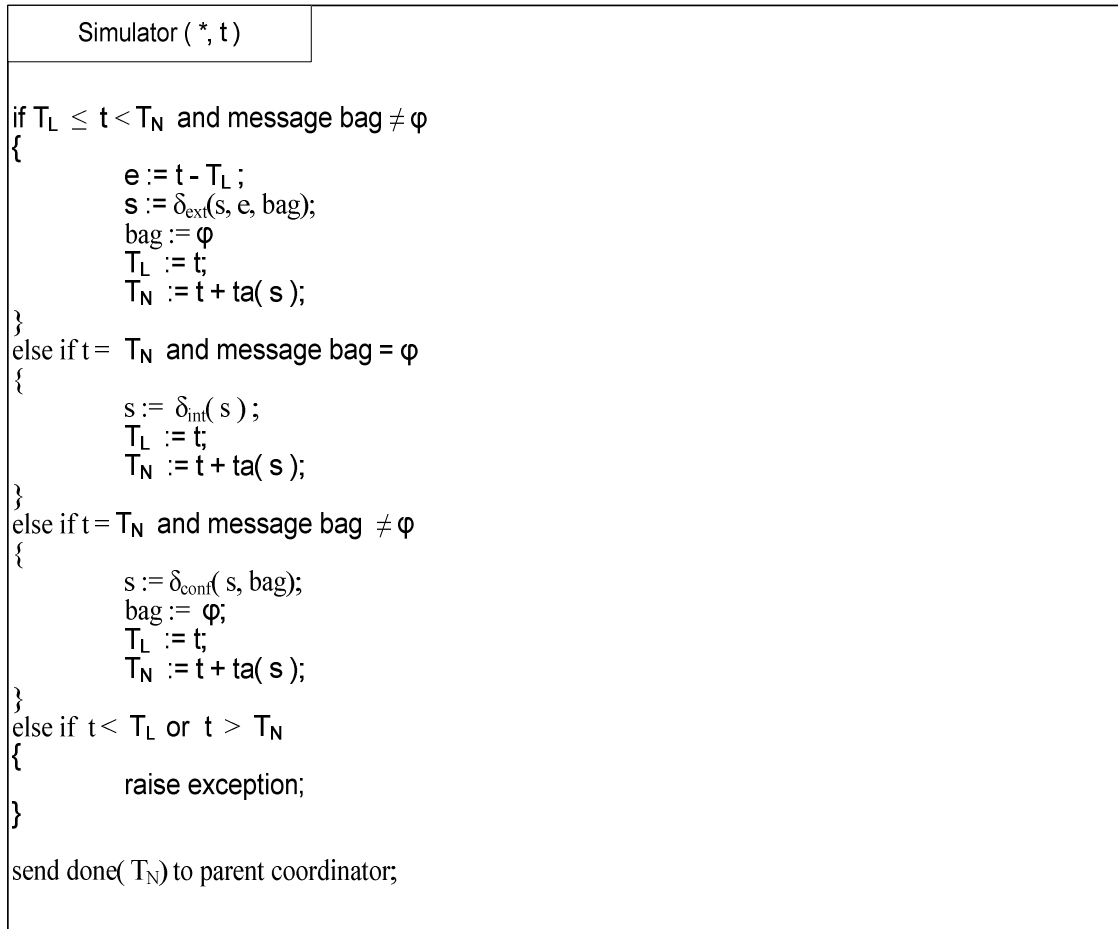 Simulator ( *, t )
if T_L ≤ t < T_N and message bag ≠ φ
{
e := t - T_L ;
s := δ_ext(s, e, bag);
bag := φ
T_L := t;
T_N := t + ta( s );
}
else if t = T_N and message bag = φ
{
s := δ_int( s ) ;
T_L := t;
T_N := t + ta( s );
}
else if t = T_N and message bag ≠ φ
{
s := δ_conf( s, bag);
bag := φ;
T_L := t;
T_N := t + ta( s );
}
else if t < T_L or t > T_N
{
raise exception;
}
send done( T_N) to parent coordinator;